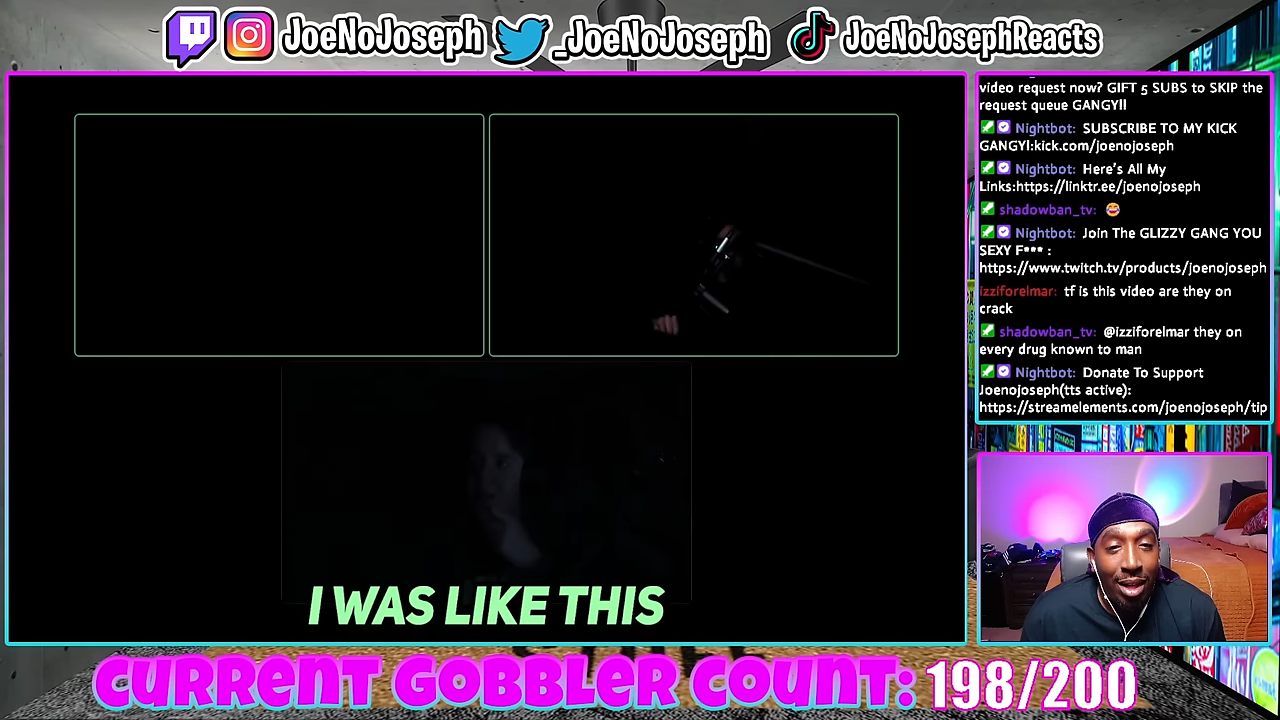 JoeNoJoseph _JoeNoJoseph JoeNoJosephReacts
video request now? GIFT 5 SUBS to SKIP the
request queue GANGY!!
Nightbot: SUBSCRIBE TO MY KICK
GANGY!:kick.com/joenojoseph
Nightbot: Here's All My
Links:https://linktr.ee/joenojoseph
shadowban_tv: 😂
Nightbot: Join The GLIZZY GANG YOU
SEXY F*** :
https://www.twitch.tv/products/joenojoseph
izziforelmar: tf is this video are they on
crack
shadowban_tv: @izziforelmar they on
every drug known to man
Nightbot: Donate To Support
Joenojoseph(tts active):
https://streamelements.com/joenojoseph/tip
I WAS LIKE THIS
CURRENT GOBBLER COUNT: 198/200